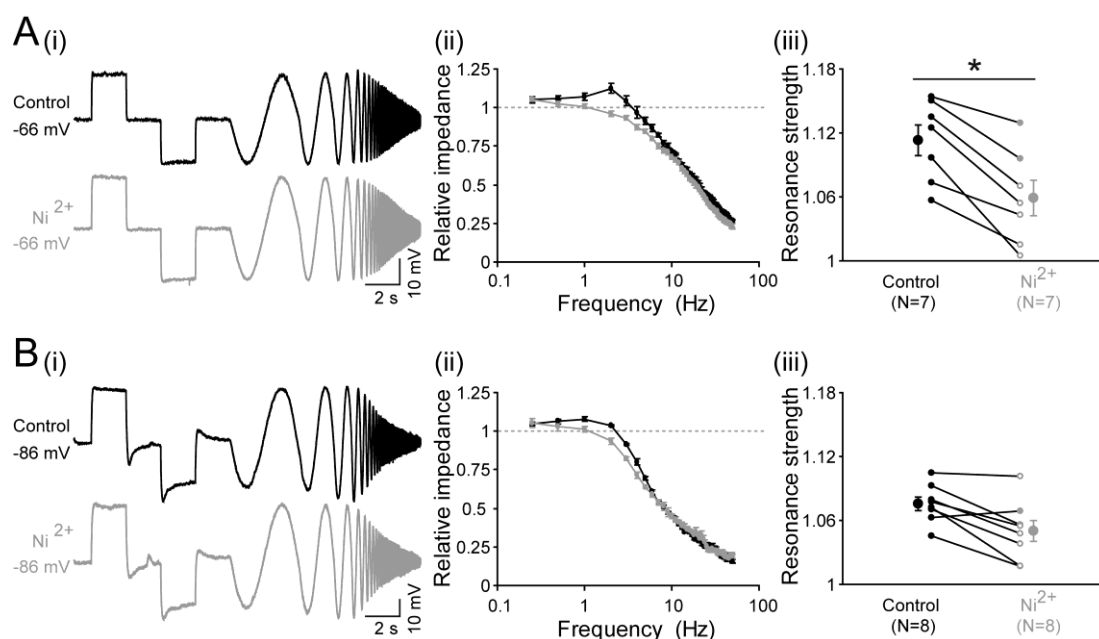 A (i) (ii) (iii)
Control
-66 mV
Ni 2+
-66 mV
2 s
10 mV
Relative impedance
1.25
1
0.75
0.5
0.25
0
0.1 1 10 100
Frequency (Hz)
Resonance strength
1.18
1.12
1.06
1
*
Control
(N=7)
Ni2+
(N=7)
B (i) (ii) (iii)
Control
-86 mV
Ni 2+
-86 mV
2 s
10 mV
Relative impedance
1.25
1
0.75
0.5
0.25
0
0.1 1 10 100
Frequency (Hz)
Resonance strength
1.18
1.12
1.06
1
Control
(N=8)
Ni2+
(N=8)